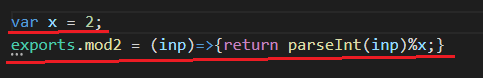 var x = 2;
exports.mod2 = (inp)=>{return parseInt(inp)%x;}